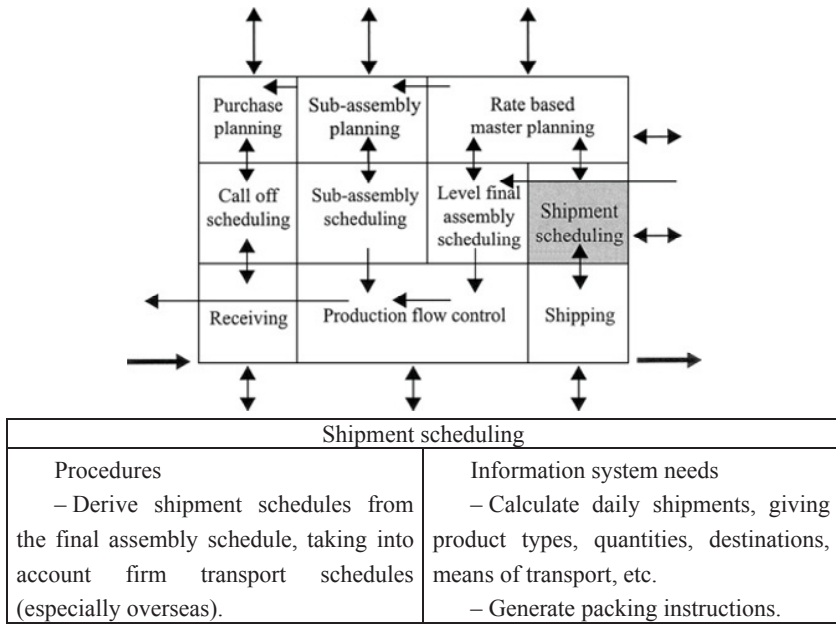 Purchase planning
Sub-assembly planning
Rate based master planning
Call off scheduling
Sub-assembly scheduling
Level final assembly scheduling
Shipment scheduling
Receiving
Production flow control
Shipping
Shipment scheduling
Procedures
– Derive shipment schedules from
the final assembly schedule, taking into
account firm transport schedules
(especially overseas).
Information system needs
– Calculate daily shipments, giving
product types, quantities, destinations,
means of transport, etc.
– Generate packing instructions.